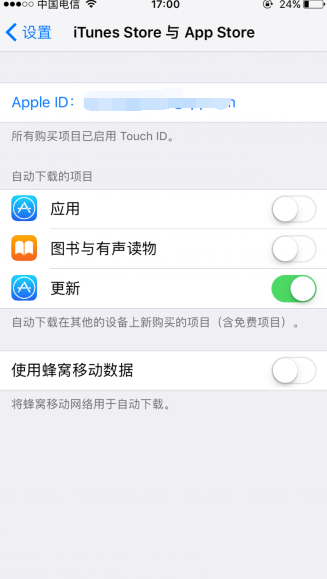 中国电信 17:00 24%
设置 iTunes Store 与 App Store
Apple ID：
所有购买项目已启用 Touch ID。
自动下载的项目
应用
图书与有声读物
更新
自动下载在其他的设备上新购买的项目（含免费项目）。
使用蜂窝移动数据
将蜂窝移动网络用于自动下载。